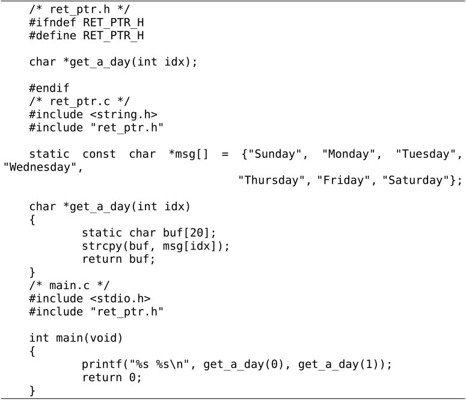 /* ret_ptr.h */
#ifndef RET_PTR_H
#define RET_PTR_H
char *get_a_day(int idx);
#endif
/* ret_ptr.c */
#include <string.h>
#include "ret_ptr.h"
static const char *msg[] = {"Sunday", "Monday", "Tuesday",
"Wednesday",
"Thursday", "Friday", "Saturday"};
char *get_a_day(int idx)
{
static char buf[20];
strcpy(buf, msg[idx]);
return buf;
}
/* main.c */
#include <stdio.h>
#include "ret_ptr.h"
int main(void)
{
printf("%s %s\n", get_a_day(0), get_a_day(1));
return 0;
}